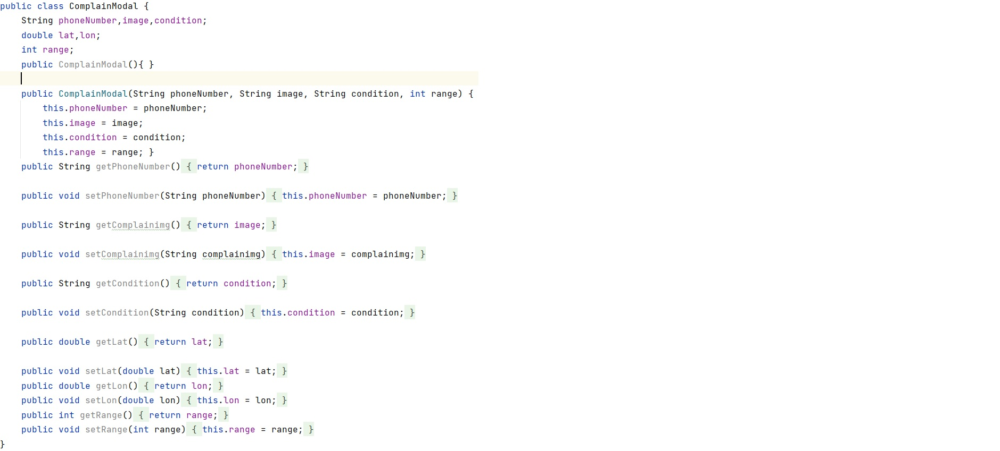 public class ComplainModal {
    String phoneNumber,image,condition;
    double lat,lon;
    int range;
    public ComplainModal(){ }
    public ComplainModal(String phoneNumber, String image, String condition, int range) {
        this.phoneNumber = phoneNumber;
        this.image = image;
        this.condition = condition;
        this.range = range; }
    public String getPhoneNumber() { return phoneNumber; }
    public void setPhoneNumber(String phoneNumber) { this.phoneNumber = phoneNumber; }
    public String getComplainimg() { return image; }
    public void setComplainimg(String complainimg) { this.image = complainimg; }
    public String getCondition() { return condition; }
    public void setCondition(String condition) { this.condition = condition; }
    public double getLat() { return lat; }
    public void setLat(double lat) { this.lat = lat; }
    public double getLon() { return lon; }
    public void setLon(double lon) { this.lon = lon; }
    public int getRange() { return range; }
    public void setRange(int range) { this.range = range; }
}